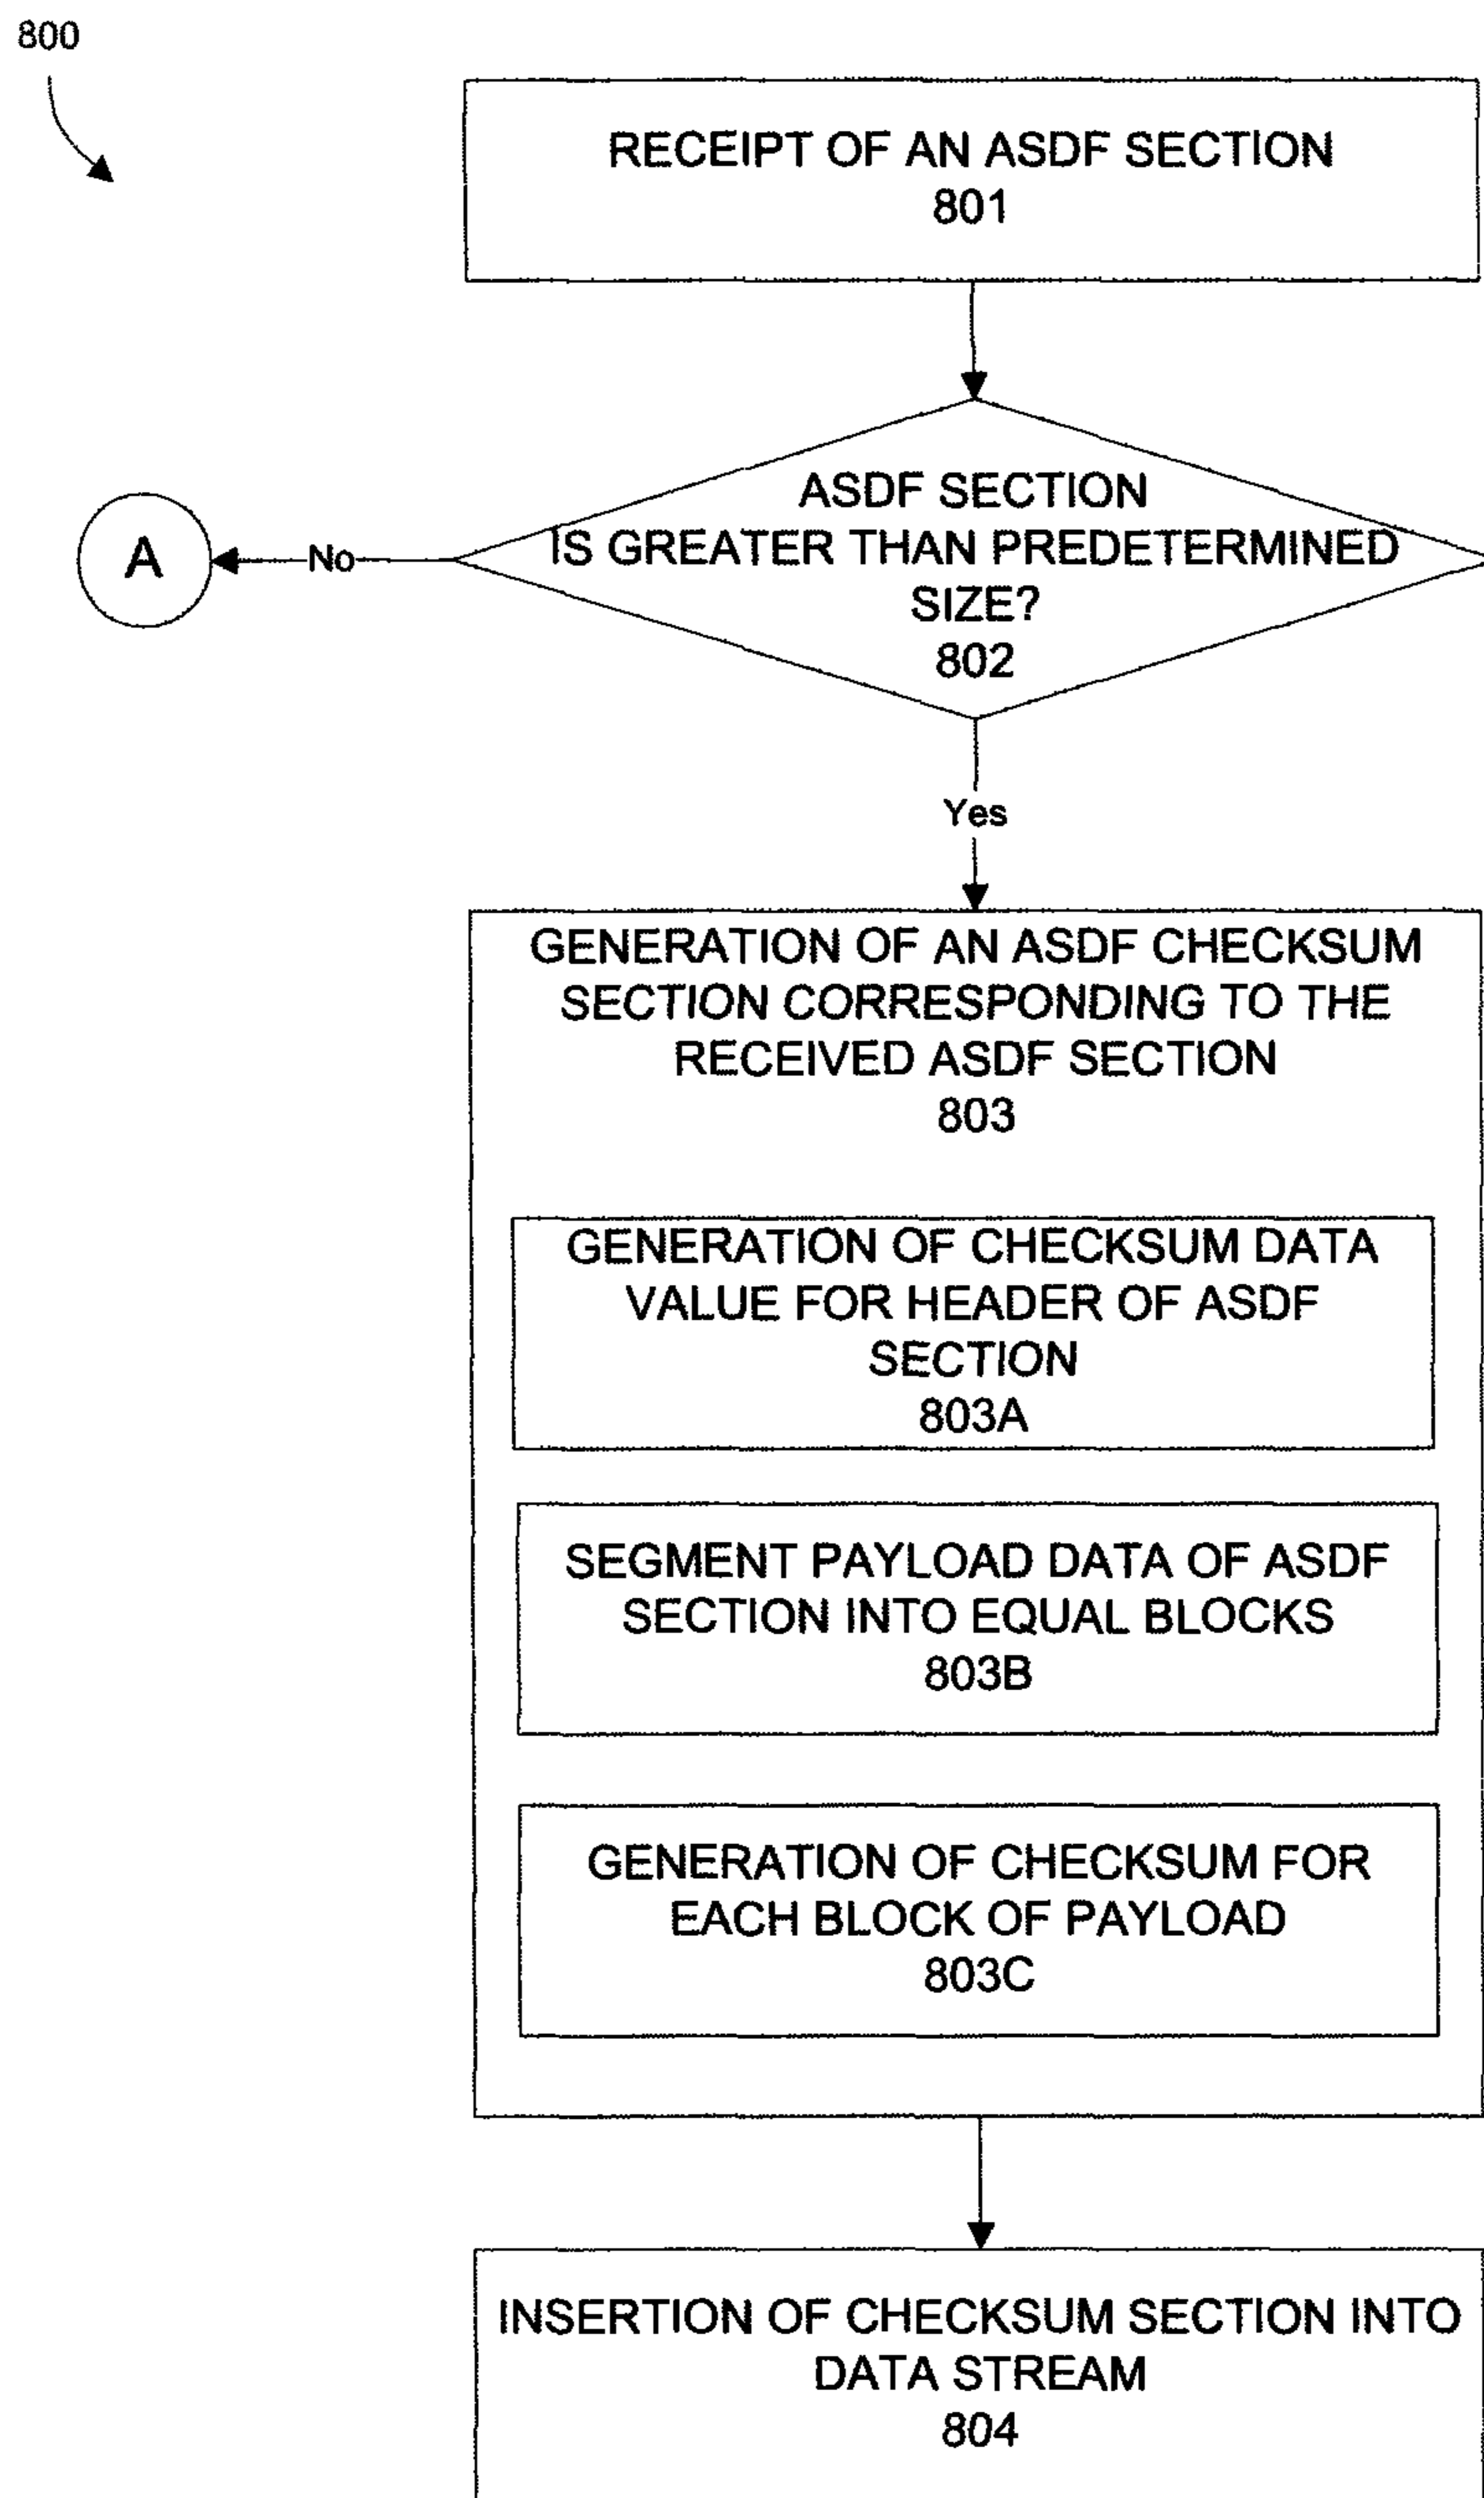 800
RECEIPT OF AN ASDF SECTION
801
ASDF SECTION
IS GREATER THAN PREDETERMINED
SIZE?
802
A
No
Yes
GENERATION OF AN ASDF CHECKSUM
SECTION CORRESPONDING TO THE
RECEIVED ASDF SECTION
803
GENERATION OF CHECKSUM DATA
VALUE FOR HEADER OF ASDF
SECTION
803A
SEGMENT PAYLOAD DATA OF ASDF
SECTION INTO EQUAL BLOCKS
803B
GENERATION OF CHECKSUM FOR
EACH BLOCK OF PAYLOAD
803C
INSERTION OF CHECKSUM SECTION INTO
DATA STREAM
804